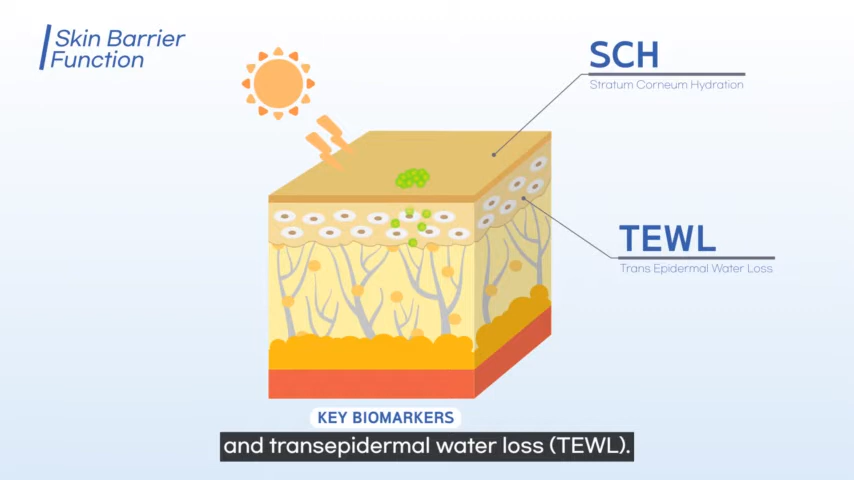 Skin Barrier
Function
SCH
Stratum Corneum Hydration
TEWL
Trans Epidermal Water Loss
KEY BIOMARKERS
and transepidermal water loss (TEWL).